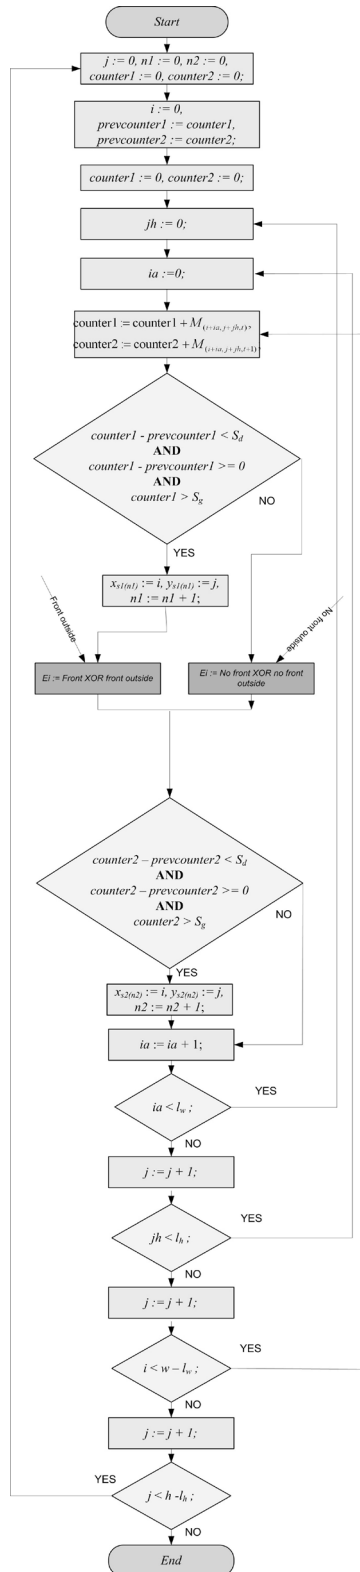 Start
j := 0, n1 := 0, n2 := 0,
counter1 := 0, counter2 := 0;
i := 0,
prevcounter1 := counter1,
prevcounter2 := counter2;
counter1 := 0, counter2 := 0;
jh := 0;
ia :=0;
counter1 := counter1 + M(i+ia, j+jh,t),
counter2 := counter2 + M(i+ia, j+jh,t+1),
counter1 - prevcounter1 < Sd
AND
counter1 - prevcounter1 >= 0
AND
counter1 > Sg
NO
YES
xs1(n1) := i, ys1(n1) := j,
n1 := n1 + 1;
Front outside
No front outside
Ei := Front XOR front outside
Ei := No front XOR no front
outside
counter2 – prevcounter2 < Sd
AND
counter2 – prevcounter2 >= 0
AND
counter2 > Sg
NO
YES
xs2(n2) := i, ys2(n2) := j,
n2 := n2 + 1;
ia := ia + 1;
YES
ia < lw ;
NO
j := j + 1;
YES
jh < lh ;
NO
j := j + 1;
YES
i < w – lw ;
NO
j := j + 1;
YES
j < h -lh ;
NO
End